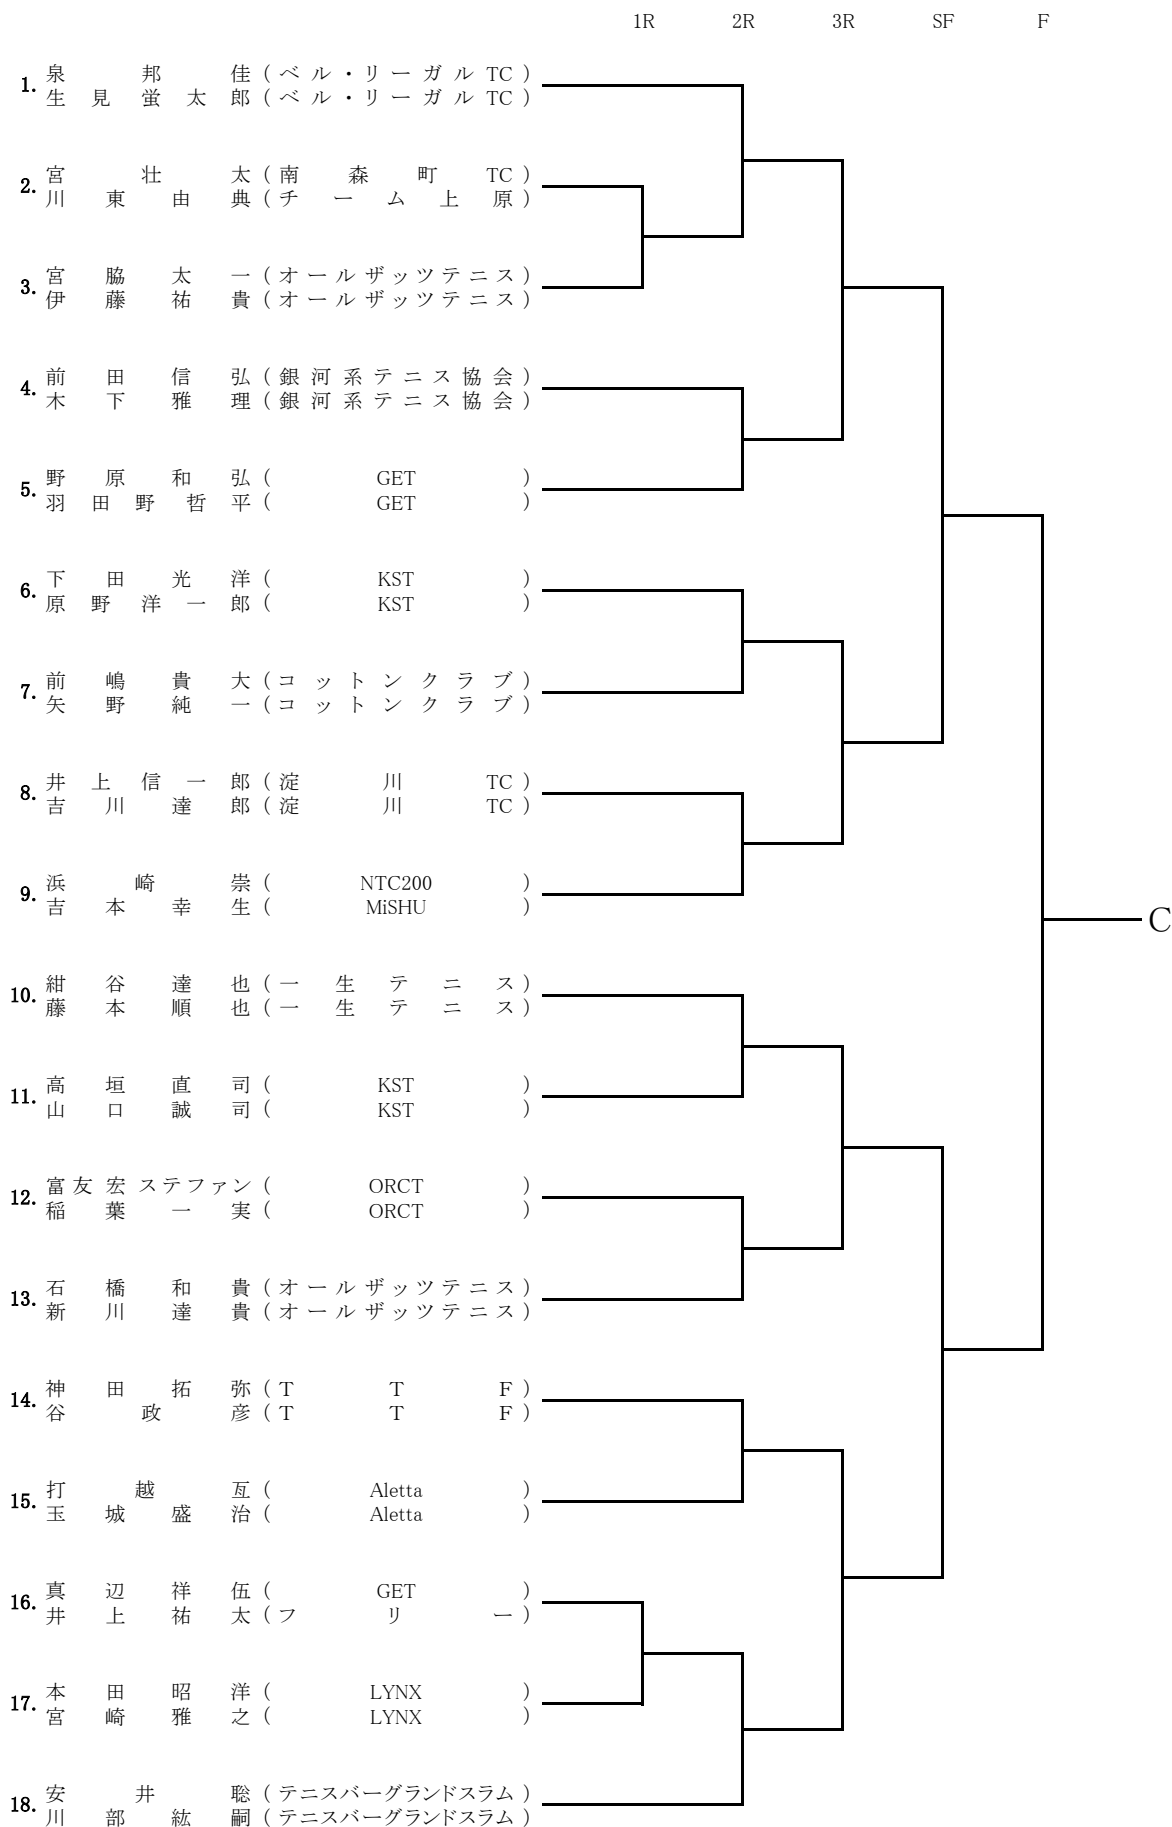 1R 2R 3R SF F
1. 泉邦佳(ベル・リーガルTC)
生見蛍太郎(ベル・リーガルTC)
2. 宮壮太(南森町TC)
川東由典(チーム上原)
3. 宮脇太一(オールザッツテニス)
伊藤祐貴(オールザッツテニス)
4. 前田信弘(銀河系テニス協会)
木下雅理(銀河系テニス協会)
5. 野原和弘(GET)
羽田野哲平(GET)
6. 下田光洋(KST)
原野洋一郎(KST)
7. 前嶋貴大(コットンクラブ)
矢野純一(コットンクラブ)
8. 井上信一郎(淀川TC)
吉川達郎(淀川TC)
9. 浜崎崇(NTC200)
吉本幸生(MiSHU)
C
10. 紺谷達也(一生テニス)
藤本順也(一生テニス)
11. 高垣直司(KST)
山口誠司(KST)
12. 富友宏ステファン(ORCT)
稲葉一実(ORCT)
13. 石橋和貴(オールザッツテニス)
新川達貴(オールザッツテニス)
14. 神田拓弥(TTF)
谷政彦(TTF)
15. 打越亙(Aletta)
玉城盛治(Aletta)
16. 真辺祥伍(GET)
井上祐太(フリー)
17. 本田昭洋(LYNX)
宮崎雅之(LYNX)
18. 安井聡(テニスバーグランドスラム)
川部紘嗣(テニスバーグランドスラム)